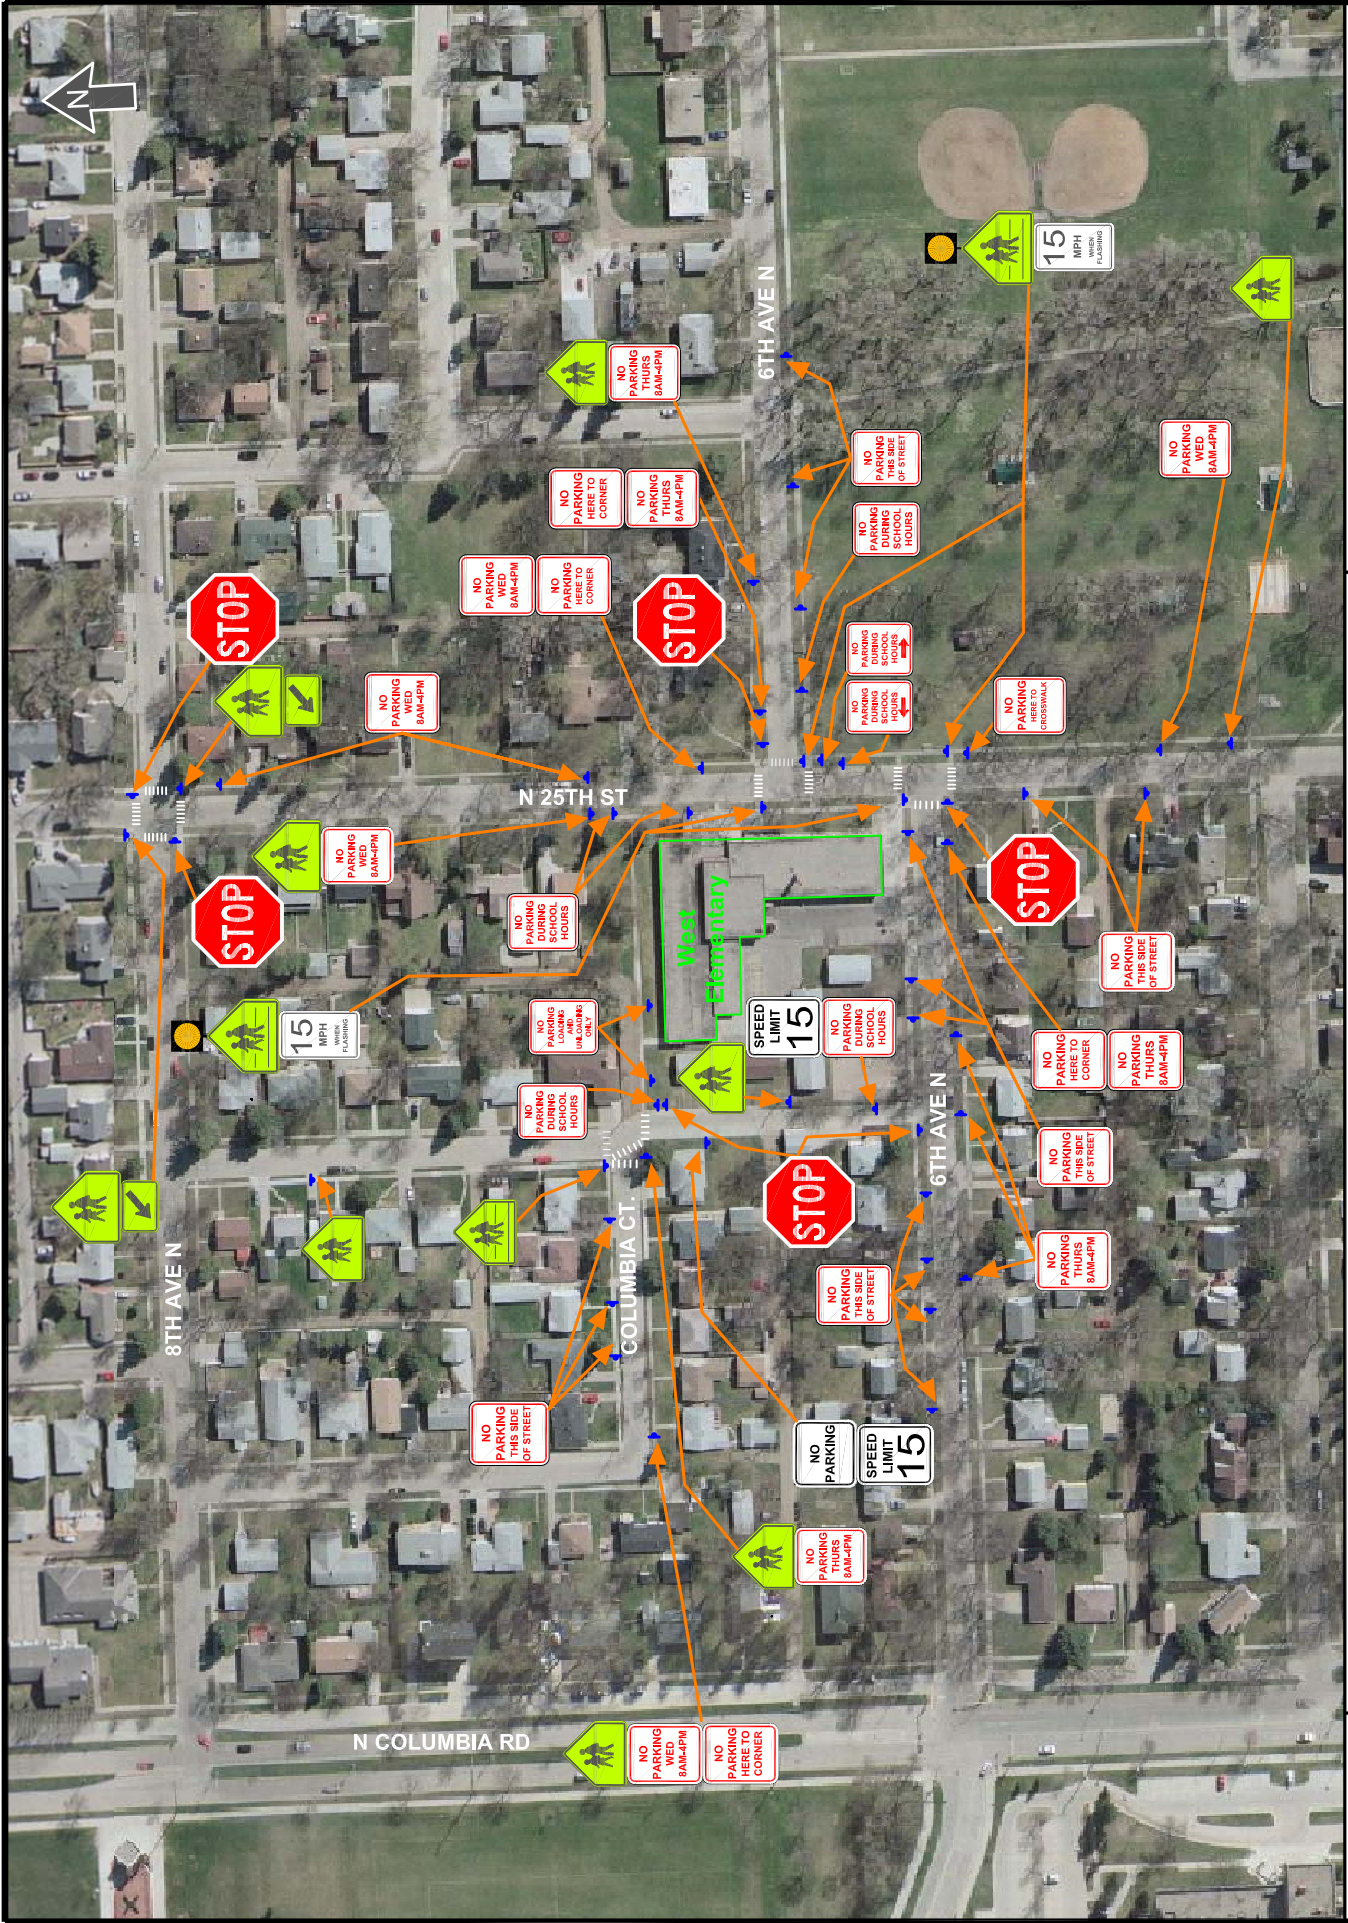 N
STOP
NO
PARKING
WED
8AM-4PM
NO
PARKING
WED
8AM-4PM
STOP
15
MPH
WHEN
FLASHING
8TH AVE N
N 25TH ST
NO
PARKING
THURS
8AM-4PM
NO
PARKING
HERE TO
CORNER
NO
PARKING
THURS
8AM-4PM
NO
PARKING
WED
8AM-4PM
NO
PARKING
HERE TO
CORNER
STOP
6TH AVE N
NO
PARKING
THIS SIDE
OF STREET
NO
PARKING
DURING
SCHOOL
HOURS
NO
PARKING
DURING
SCHOOL
HOURS
NO
PARKING
DURING
SCHOOL
HOURS
15
MPH
WHEN
FLASHING
NO
PARKING
WED
8AM-4PM
NO
PARKING
HERE TO
CROSSWALK
NO
PARKING
DURING
SCHOOL
HOURS
West
Elementary
STOP
NO
PARKING
THIS SIDE
OF STREET
NO
PARKING
LOADING
AND
UNLOADING
ONLY
NO
PARKING
DURING
SCHOOL
HOURS
SPEED
LIMIT
15
NO
PARKING
DURING
SCHOOL
HOURS
NO
PARKING
HERE TO
CORNER
NO
PARKING
THURS
8AM-4PM
6TH AVE N
NO
PARKING
THIS SIDE
OF STREET
STOP
COLUMBIA CT.
NO
PARKING
THIS SIDE
OF STREET
NO
PARKING
THURS
8AM-4PM
NO
PARKING
THIS SIDE
OF STREET
NO
PARKING
SPEED
LIMIT
15
NO
PARKING
THURS
8AM-4PM
N COLUMBIA RD
NO
PARKING
WED
8AM-4PM
NO
PARKING
HERE TO
CORNER